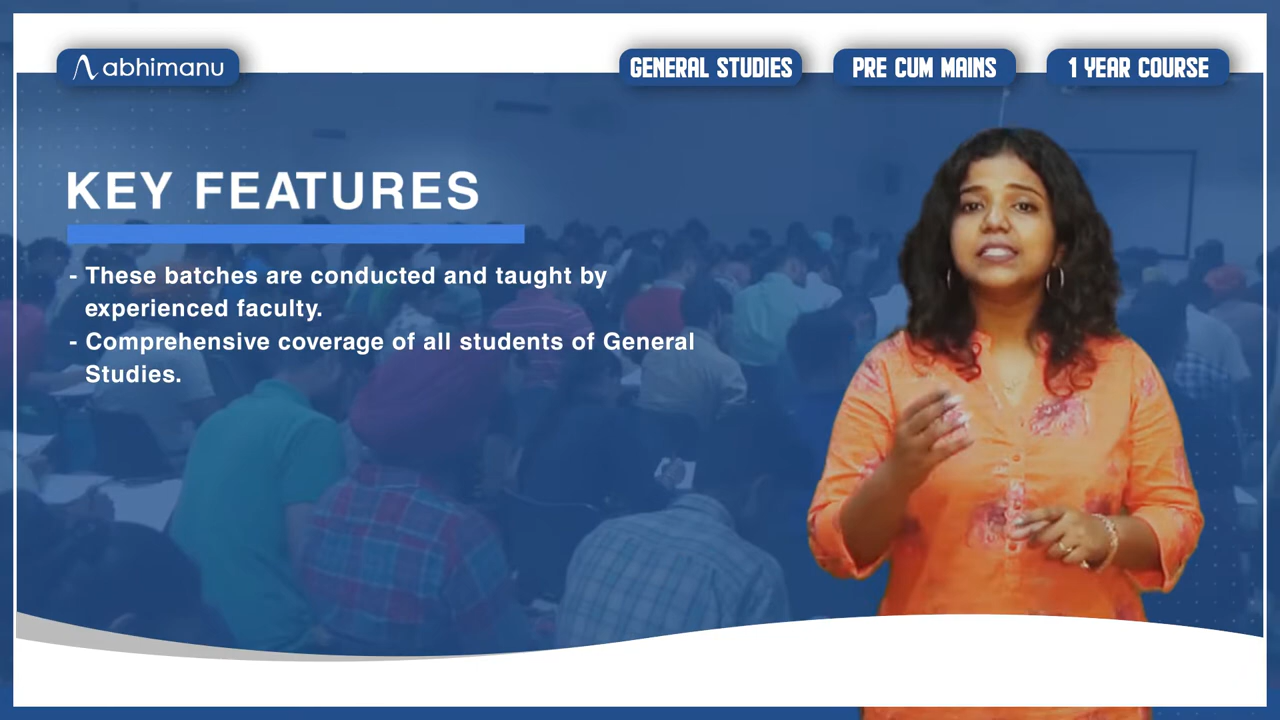 abhimanu
GENERAL STUDIES
PRE CUM MAINS
1 YEAR COURSE
KEY FEATURES
- These batches are conducted and taught by
experienced faculty.
- Comprehensive coverage of all students of General
Studies.